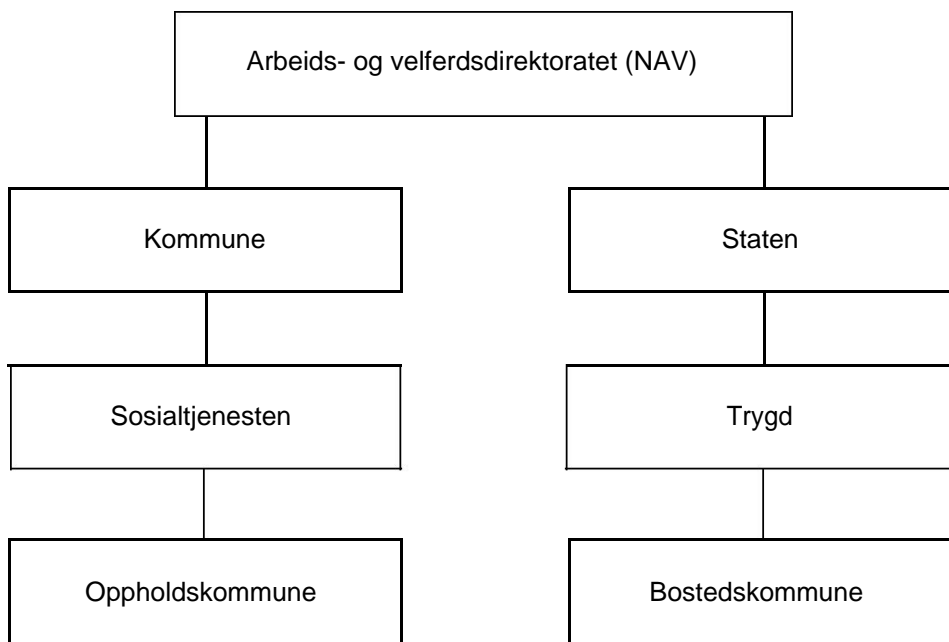 Arbeids- og velferdsdirektoratet (NAV)
Kommune
Staten
Sosialtjenesten
Trygd
Oppholdskommune
Bostedskommune